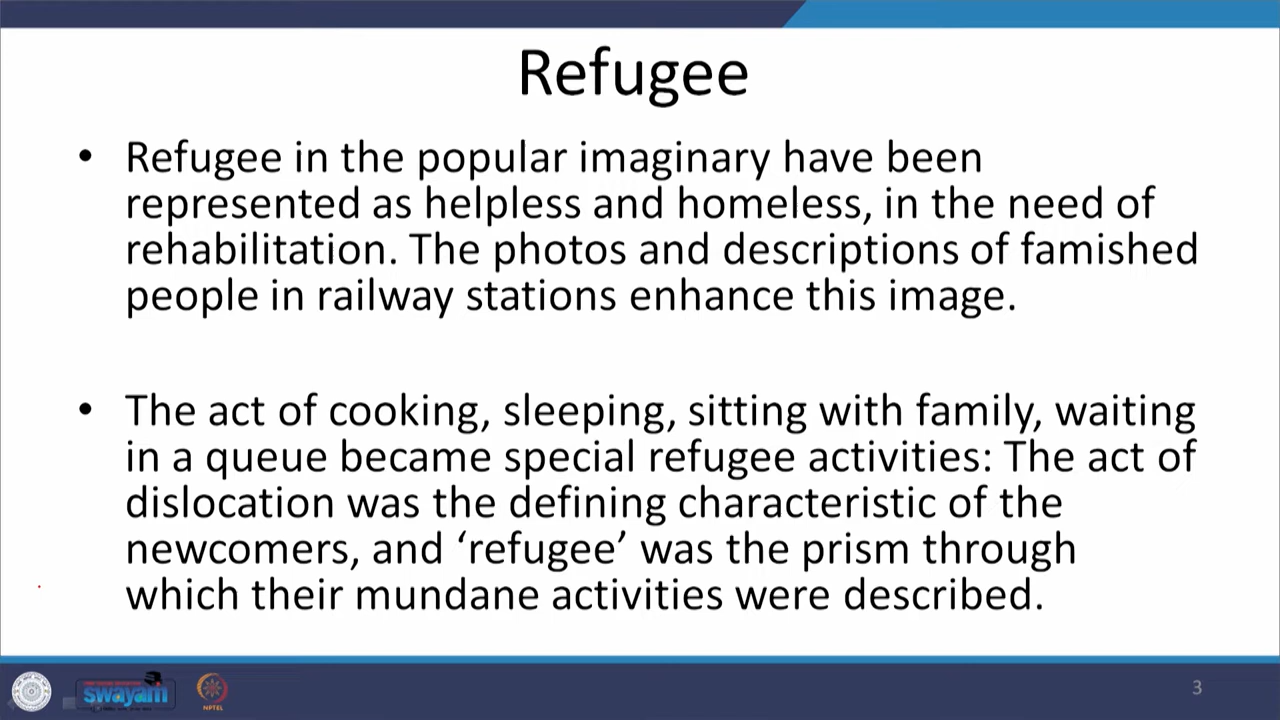 Refugee
• Refugee in the popular imaginary have been
represented as helpless and homeless, in the need of
rehabilitation. The photos and descriptions of famished
people in railway stations enhance this image.
• The act of cooking, sleeping, sitting with family, waiting
in a queue became special refugee activities: The act of
dislocation was the defining characteristic of the
newcomers, and ‘refugee’ was the prism through
which their mundane activities were described.
swayam
NPTEL
3